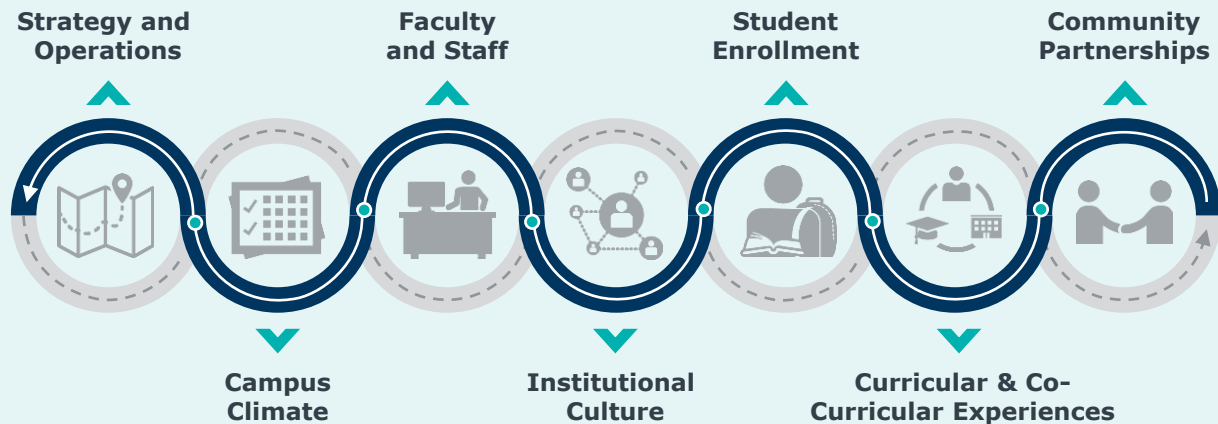 Strategy and
Operations
Faculty
and Staff
Student
Enrollment
Community
Partnerships
Campus
Climate
Institutional
Culture
Curricular & Co-
Curricular Experiences